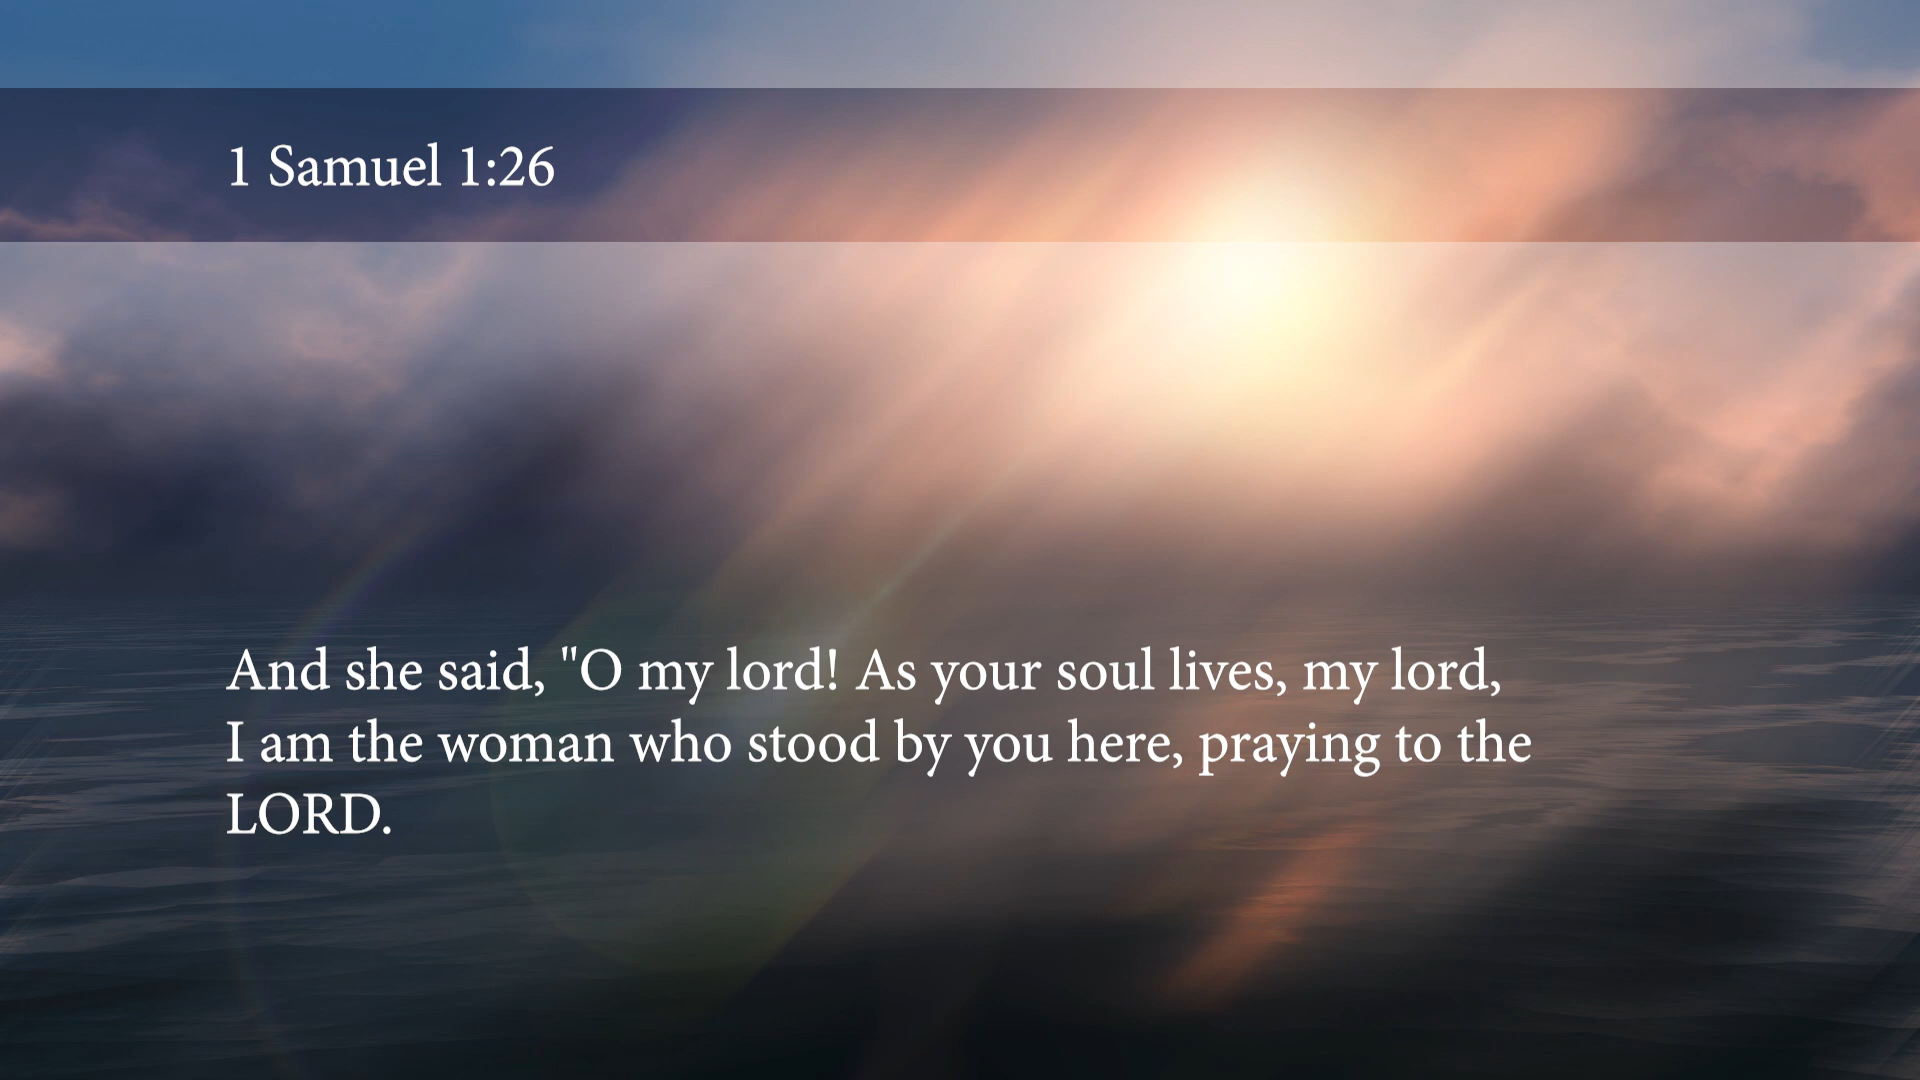 1 Samuel 1:26
And she said, "O my lord! As your soul lives, my lord,
I am the woman who stood by you here, praying to the
LORD.